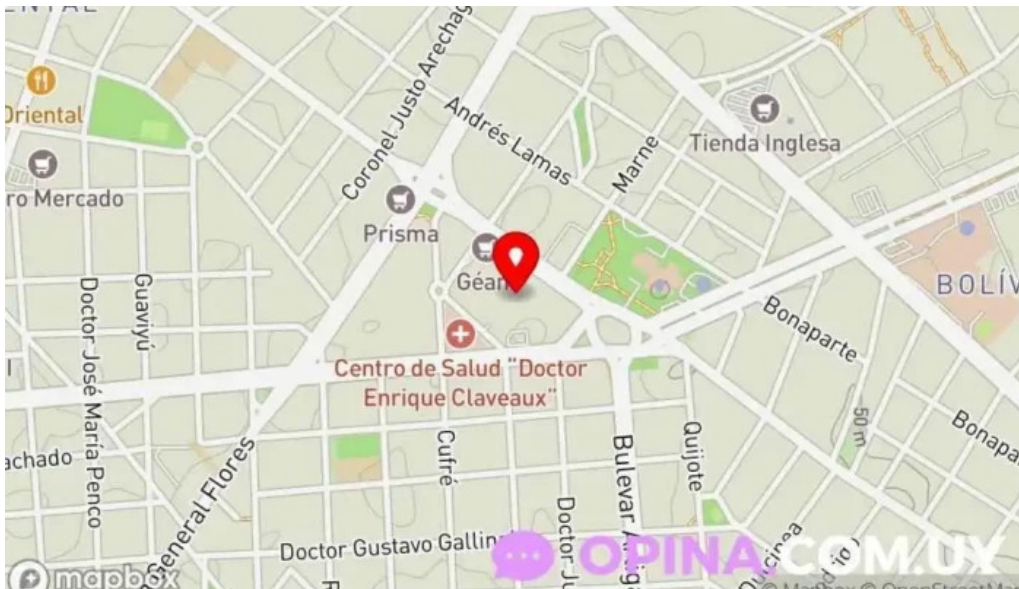 Coronel Justo Arechag
Andrés Lamas
Marne
Tienda Inglesa
Oriental
ro Mercado
Prisma
Géan
BOLÍV
Doctor José María Penco
Guaviyú
Centro de Salud "Doctor
Enrique Claveaux"
Bonaparte
50 m
Bonapa
achado
General Flores
Cufré
Quijote
Doctor Gustavo Gallin
Doctor Ju
Dulcinea
OPINA.COM.UY
mapbox
© Mapbox © OpenStreetMap